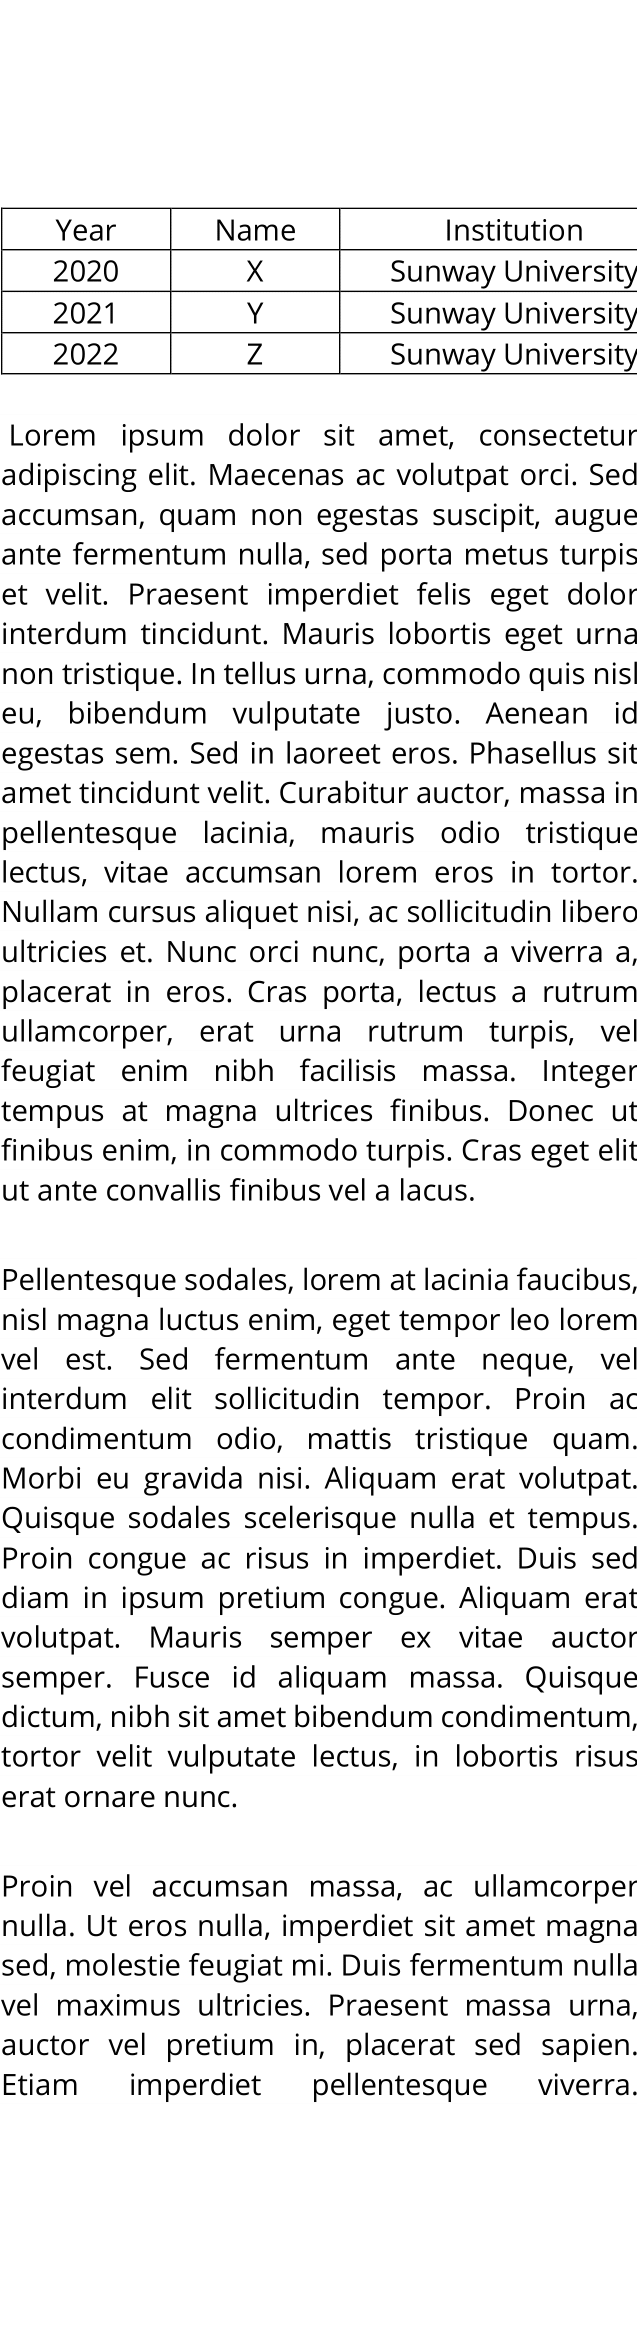 Year Name Institution
2020 X Sunway University
2021 Y Sunway University
2022 Z Sunway University
Lorem ipsum dolor sit amet, consectetur
adipiscing elit. Maecenas ac volutpat orci. Sed
accumsan, quam non egestas suscipit, augue
ante fermentum nulla, sed porta metus turpis
et velit. Praesent imperdiet felis eget dolor
interdum tincidunt. Mauris lobortis eget urna
non tristique. In tellus urna, commodo quis nisl
eu, bibendum vulputate justo. Aenean id
egestas sem. Sed in laoreet eros. Phasellus sit
amet tincidunt velit. Curabitur auctor, massa in
pellentesque lacinia, mauris odio tristique
lectus, vitae accumsan lorem eros in tortor.
Nullam cursus aliquet nisi, ac sollicitudin libero
ultricies et. Nunc orci nunc, porta a viverra a,
placerat in eros. Cras porta, lectus a rutrum
ullamcorper, erat urna rutrum turpis, vel
feugiat enim nibh facilisis massa. Integer
tempus at magna ultrices finibus. Donec ut
finibus enim, in commodo turpis. Cras eget elit
ut ante convallis finibus vel a lacus.
Pellentesque sodales, lorem at lacinia faucibus,
nisl magna luctus enim, eget tempor leo lorem
vel est. Sed fermentum ante neque, vel
interdum elit sollicitudin tempor. Proin ac
condimentum odio, mattis tristique quam.
Morbi eu gravida nisi. Aliquam erat volutpat.
Quisque sodales scelerisque nulla et tempus.
Proin congue ac risus in imperdiet. Duis sed
diam in ipsum pretium congue. Aliquam erat
volutpat. Mauris semper ex vitae auctor
semper. Fusce id aliquam massa. Quisque
dictum, nibh sit amet bibendum condimentum,
tortor velit vulputate lectus, in lobortis risus
erat ornare nunc.
Proin vel accumsan massa, ac ullamcorper
nulla. Ut eros nulla, imperdiet sit amet magna
sed, molestie feugiat mi. Duis fermentum nulla
vel maximus ultricies. Praesent massa urna,
auctor vel pretium in, placerat sed sapien.
Etiam imperdiet pellentesque viverra.